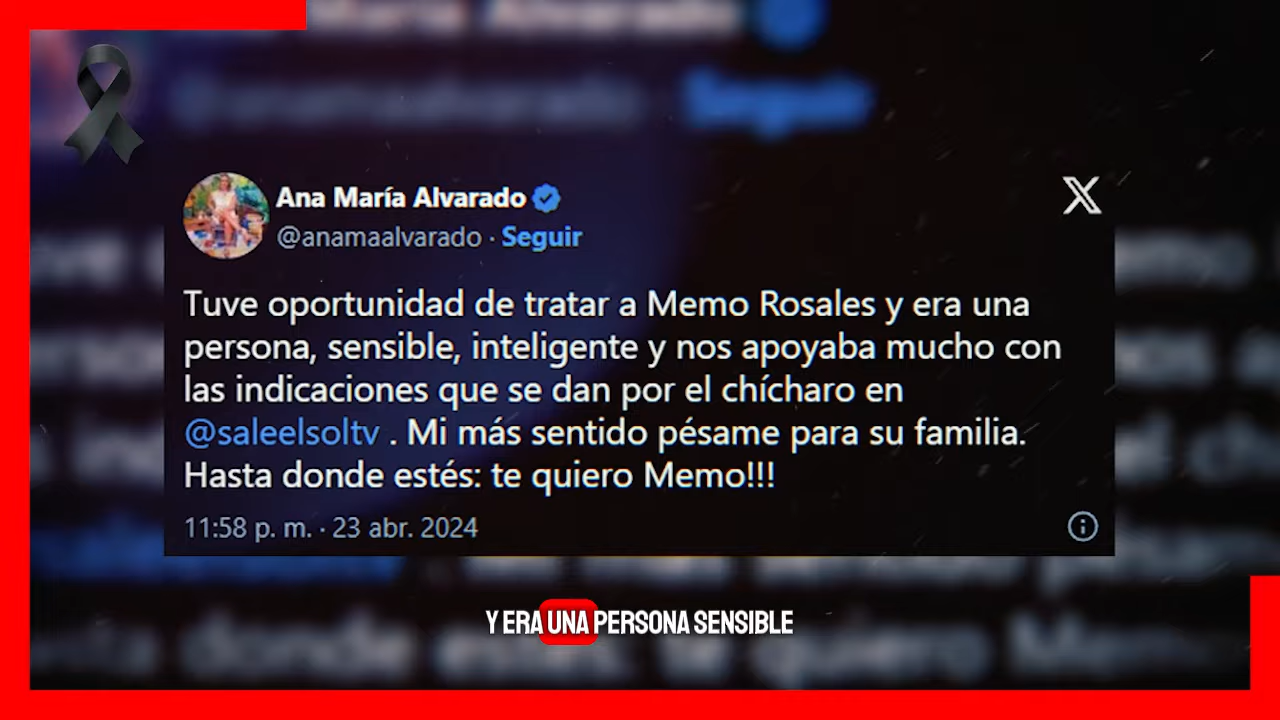 Ana María Alvarado
@anamaalvarado · Seguir
Tuve oportunidad de tratar a Memo Rosales y era una
persona, sensible, inteligente y nos apoyaba mucho con
las indicaciones que se dan por el chícharo en
@saleelsoltv . Mi más sentido pésame para su familia.
Hasta donde estés: te quiero Memo!!!
11:58 p. m. · 23 abr. 2024
Y ERA UNA PERSONA SENSIBLE